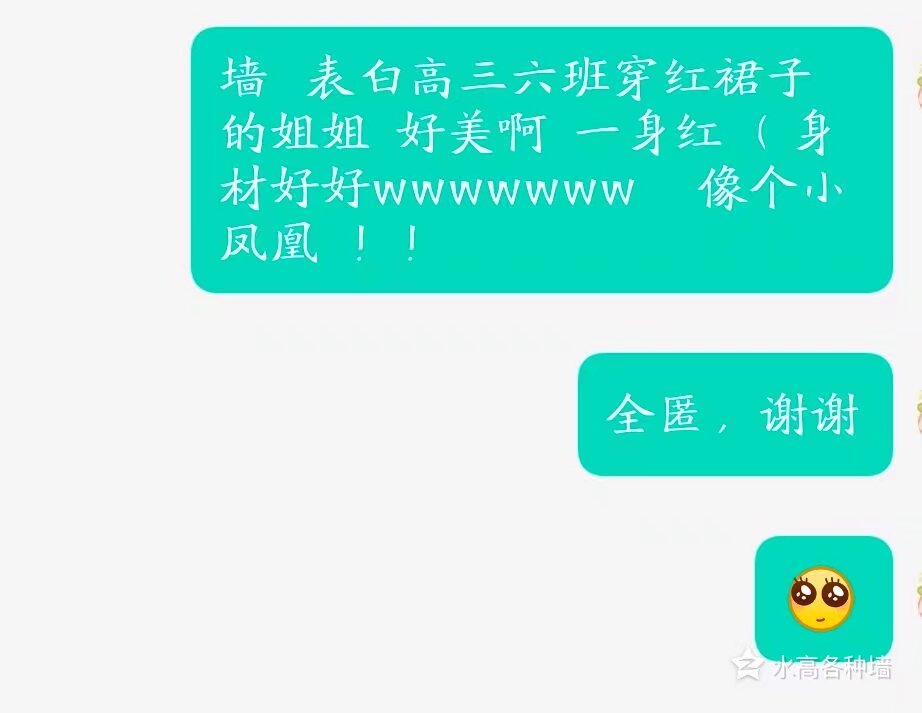 墙 表白高三六班穿红裙子
的姐姐 好美啊 一身红（ 身
材好好wwwwwww 像个小
凤凰 ！！
全匿，谢谢
水高各种墙